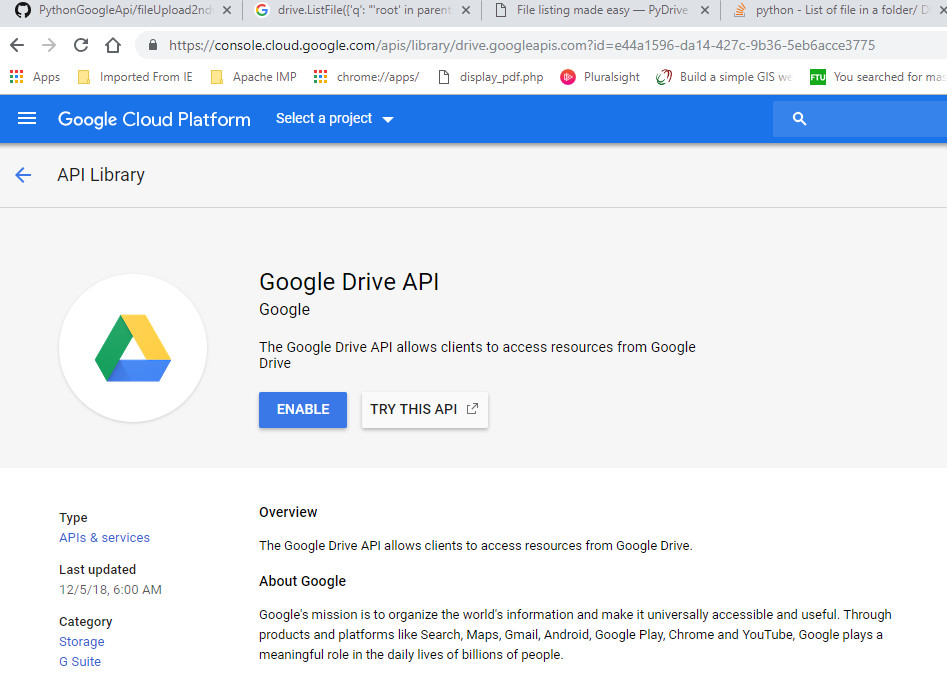 PythonGoogleApi/fileUpload2nd
drive.ListFile({'q': "'root' in parent
File listing made easy — PyDrive
python - List of file in a folder/
https://console.cloud.google.com/apis/library/drive.googleapis.com?id=e44a1596-da14-427c-9b36-5eb6acce3775
Apps
Imported From IE
Apache IMP
chrome://apps/
display_pdf.php
Pluralsight
Build a simple GIS we
FTU
You searched for mas
Google Cloud Platform
Select a project
API Library
Google Drive API
Google
The Google Drive API allows clients to access resources from Google
Drive
ENABLE
TRY THIS API
Type
APIs & services
Last updated
12/5/18, 6:00 AM
Category
Storage
G Suite
Overview
The Google Drive API allows clients to access resources from Google Drive.
About Google
Google's mission is to organize the world's information and make it universally accessible and useful. Through
products and platforms like Search, Maps, Gmail, Android, Google Play, Chrome and YouTube, Google plays a
meaningful role in the daily lives of billions of people.